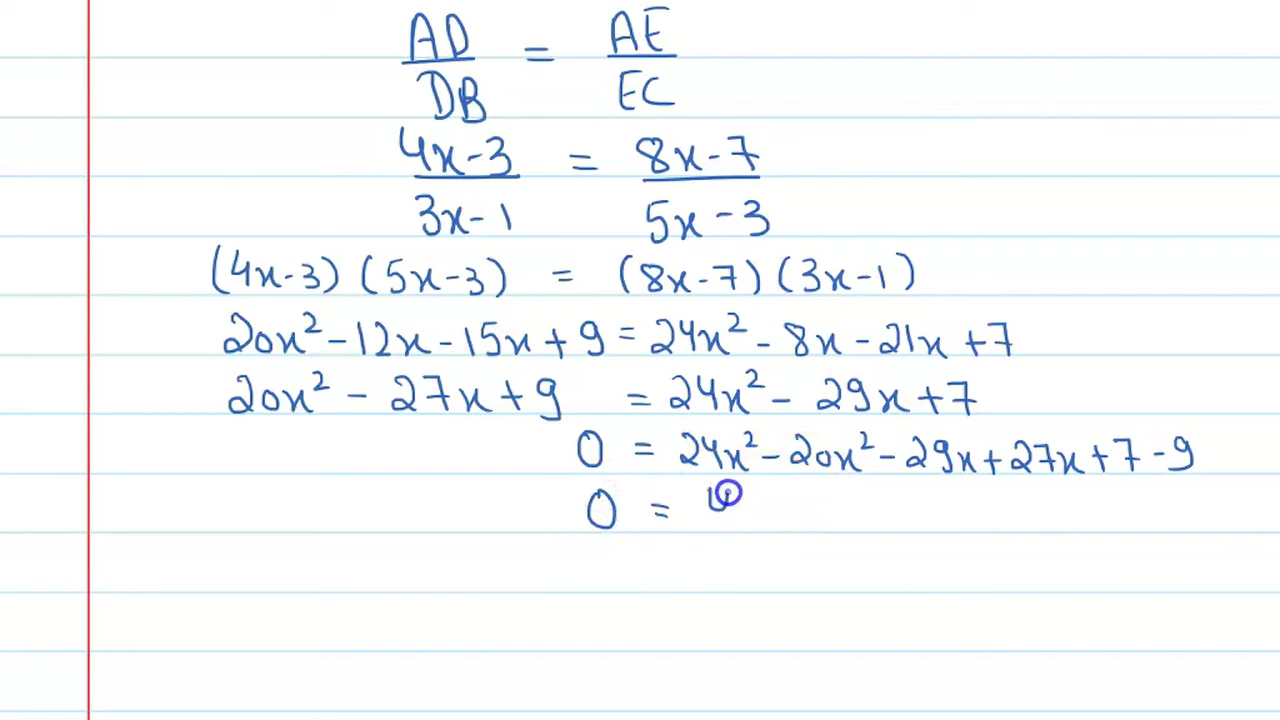 AD/DB = AE/EC
4x-3/3x-1 = 8x-7/5x-3
(4x-3)(5x-3) = (8x-7)(3x-1)
20x² -12x -15x + 9 = 24x² - 8x - 21x + 7
20x² - 27x + 9 = 24x² - 29x + 7
0 = 24x² - 20x² - 29x + 27x + 7 - 9
0 =